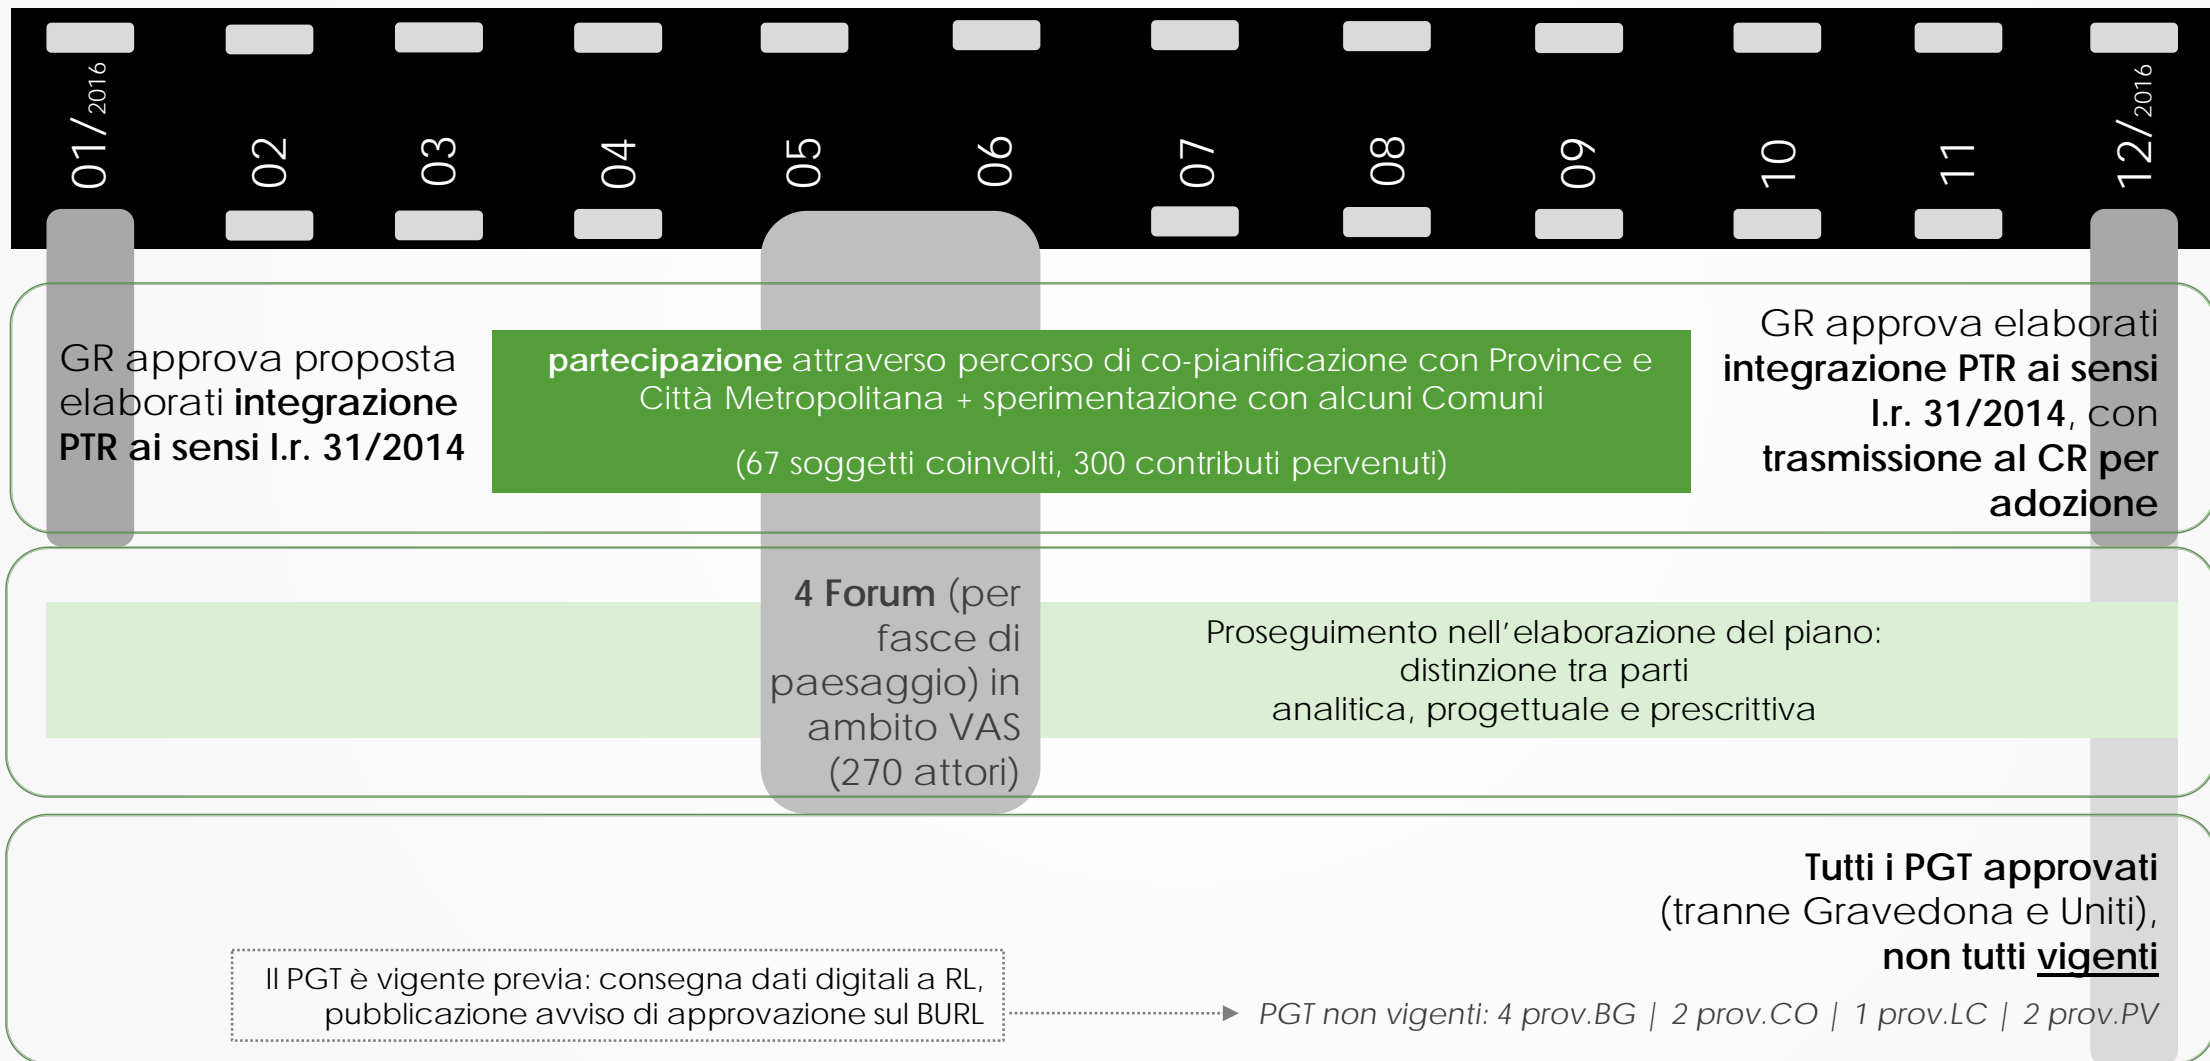 01/2016
02
03
04
05
06
07
08
09
10
11
12/2016
GR approva proposta
elaborati integrazione
PTR ai sensi l.r. 31/2014
partecipazione attraverso percorso di co-pianificazione con Province e
Città Metropolitana + sperimentazione con alcuni Comuni
(67 soggetti coinvolti, 300 contributi pervenuti)
GR approva elaborati
integrazione PTR ai sensi
l.r. 31/2014, con
trasmissione al CR per
adozione
4 Forum (per
fasce di
paesaggio) in
ambito VAS
(270 attori)
Proseguimento nell'elaborazione del piano:
distinzione tra parti
analitica, progettuale e prescrittiva
Tutti i PGT approvati
(tranne Gravedona e Uniti),
non tutti vigenti
Il PGT è vigente previa: consegna dati digitali a RL,
pubblicazione avviso di approvazione sul BURL
PGT non vigenti: 4 prov.BG | 2 prov.CO | 1 prov.LC | 2 prov.PV